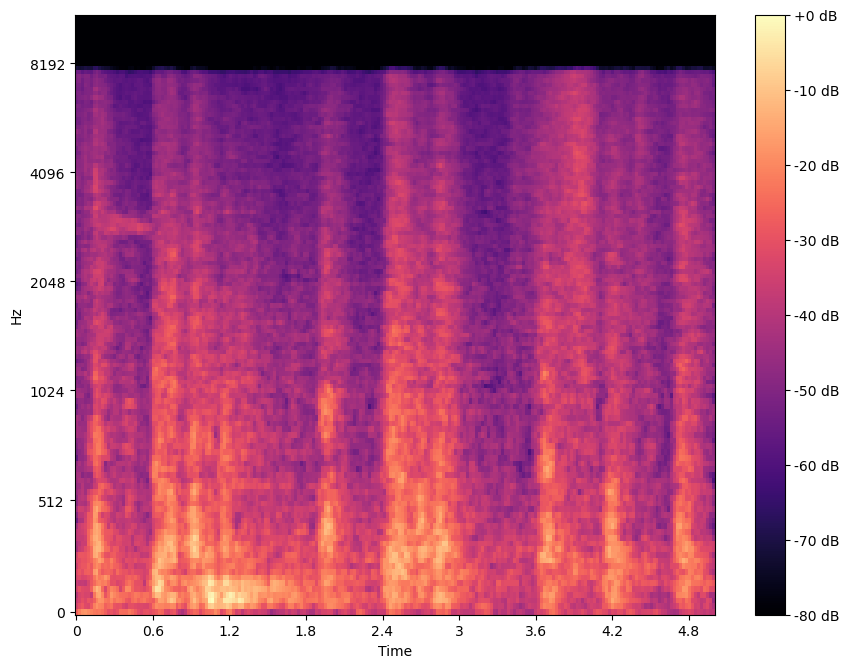 +0 dB
8192
-10 dB
4096
-20 dB
-30 dB
2048
Hz
-40 dB
1024
-50 dB
-60 dB
512
-70 dB
0
-80 dB
0 0.6 1.2 1.8 2.4 3 3.6 4.2 4.8
Time